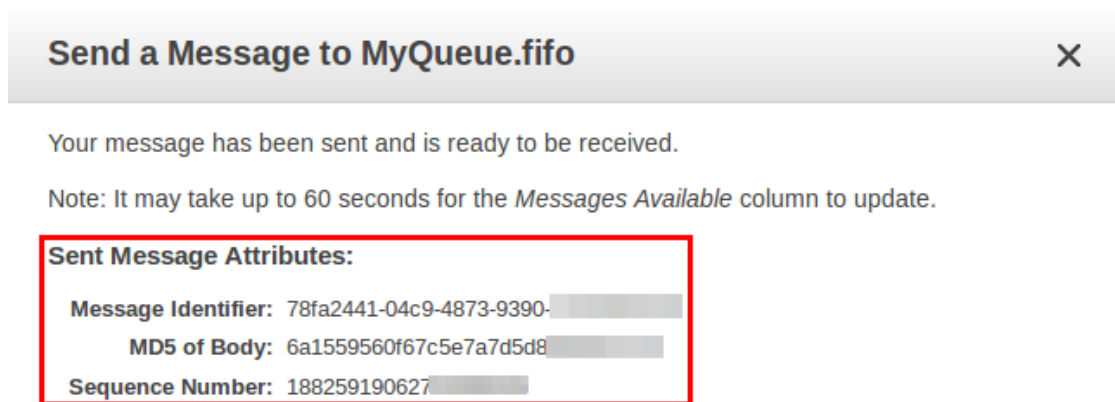 Send a Message to MyQueue.fifo
Your message has been sent and is ready to be received.
Note: It may take up to 60 seconds for the Messages Available column to update.
Sent Message Attributes:
Message Identifier: 78fa2441-04c9-4873-9390-
MD5 of Body: 6a1559560f67c5e7a7d5d8
Sequence Number: 188259190627